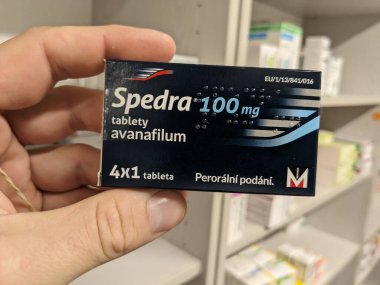 EU/1/13/841/016
Spedra 100 mg
tablety
avanafilum
4x1 tableta
Perorální podání.
M